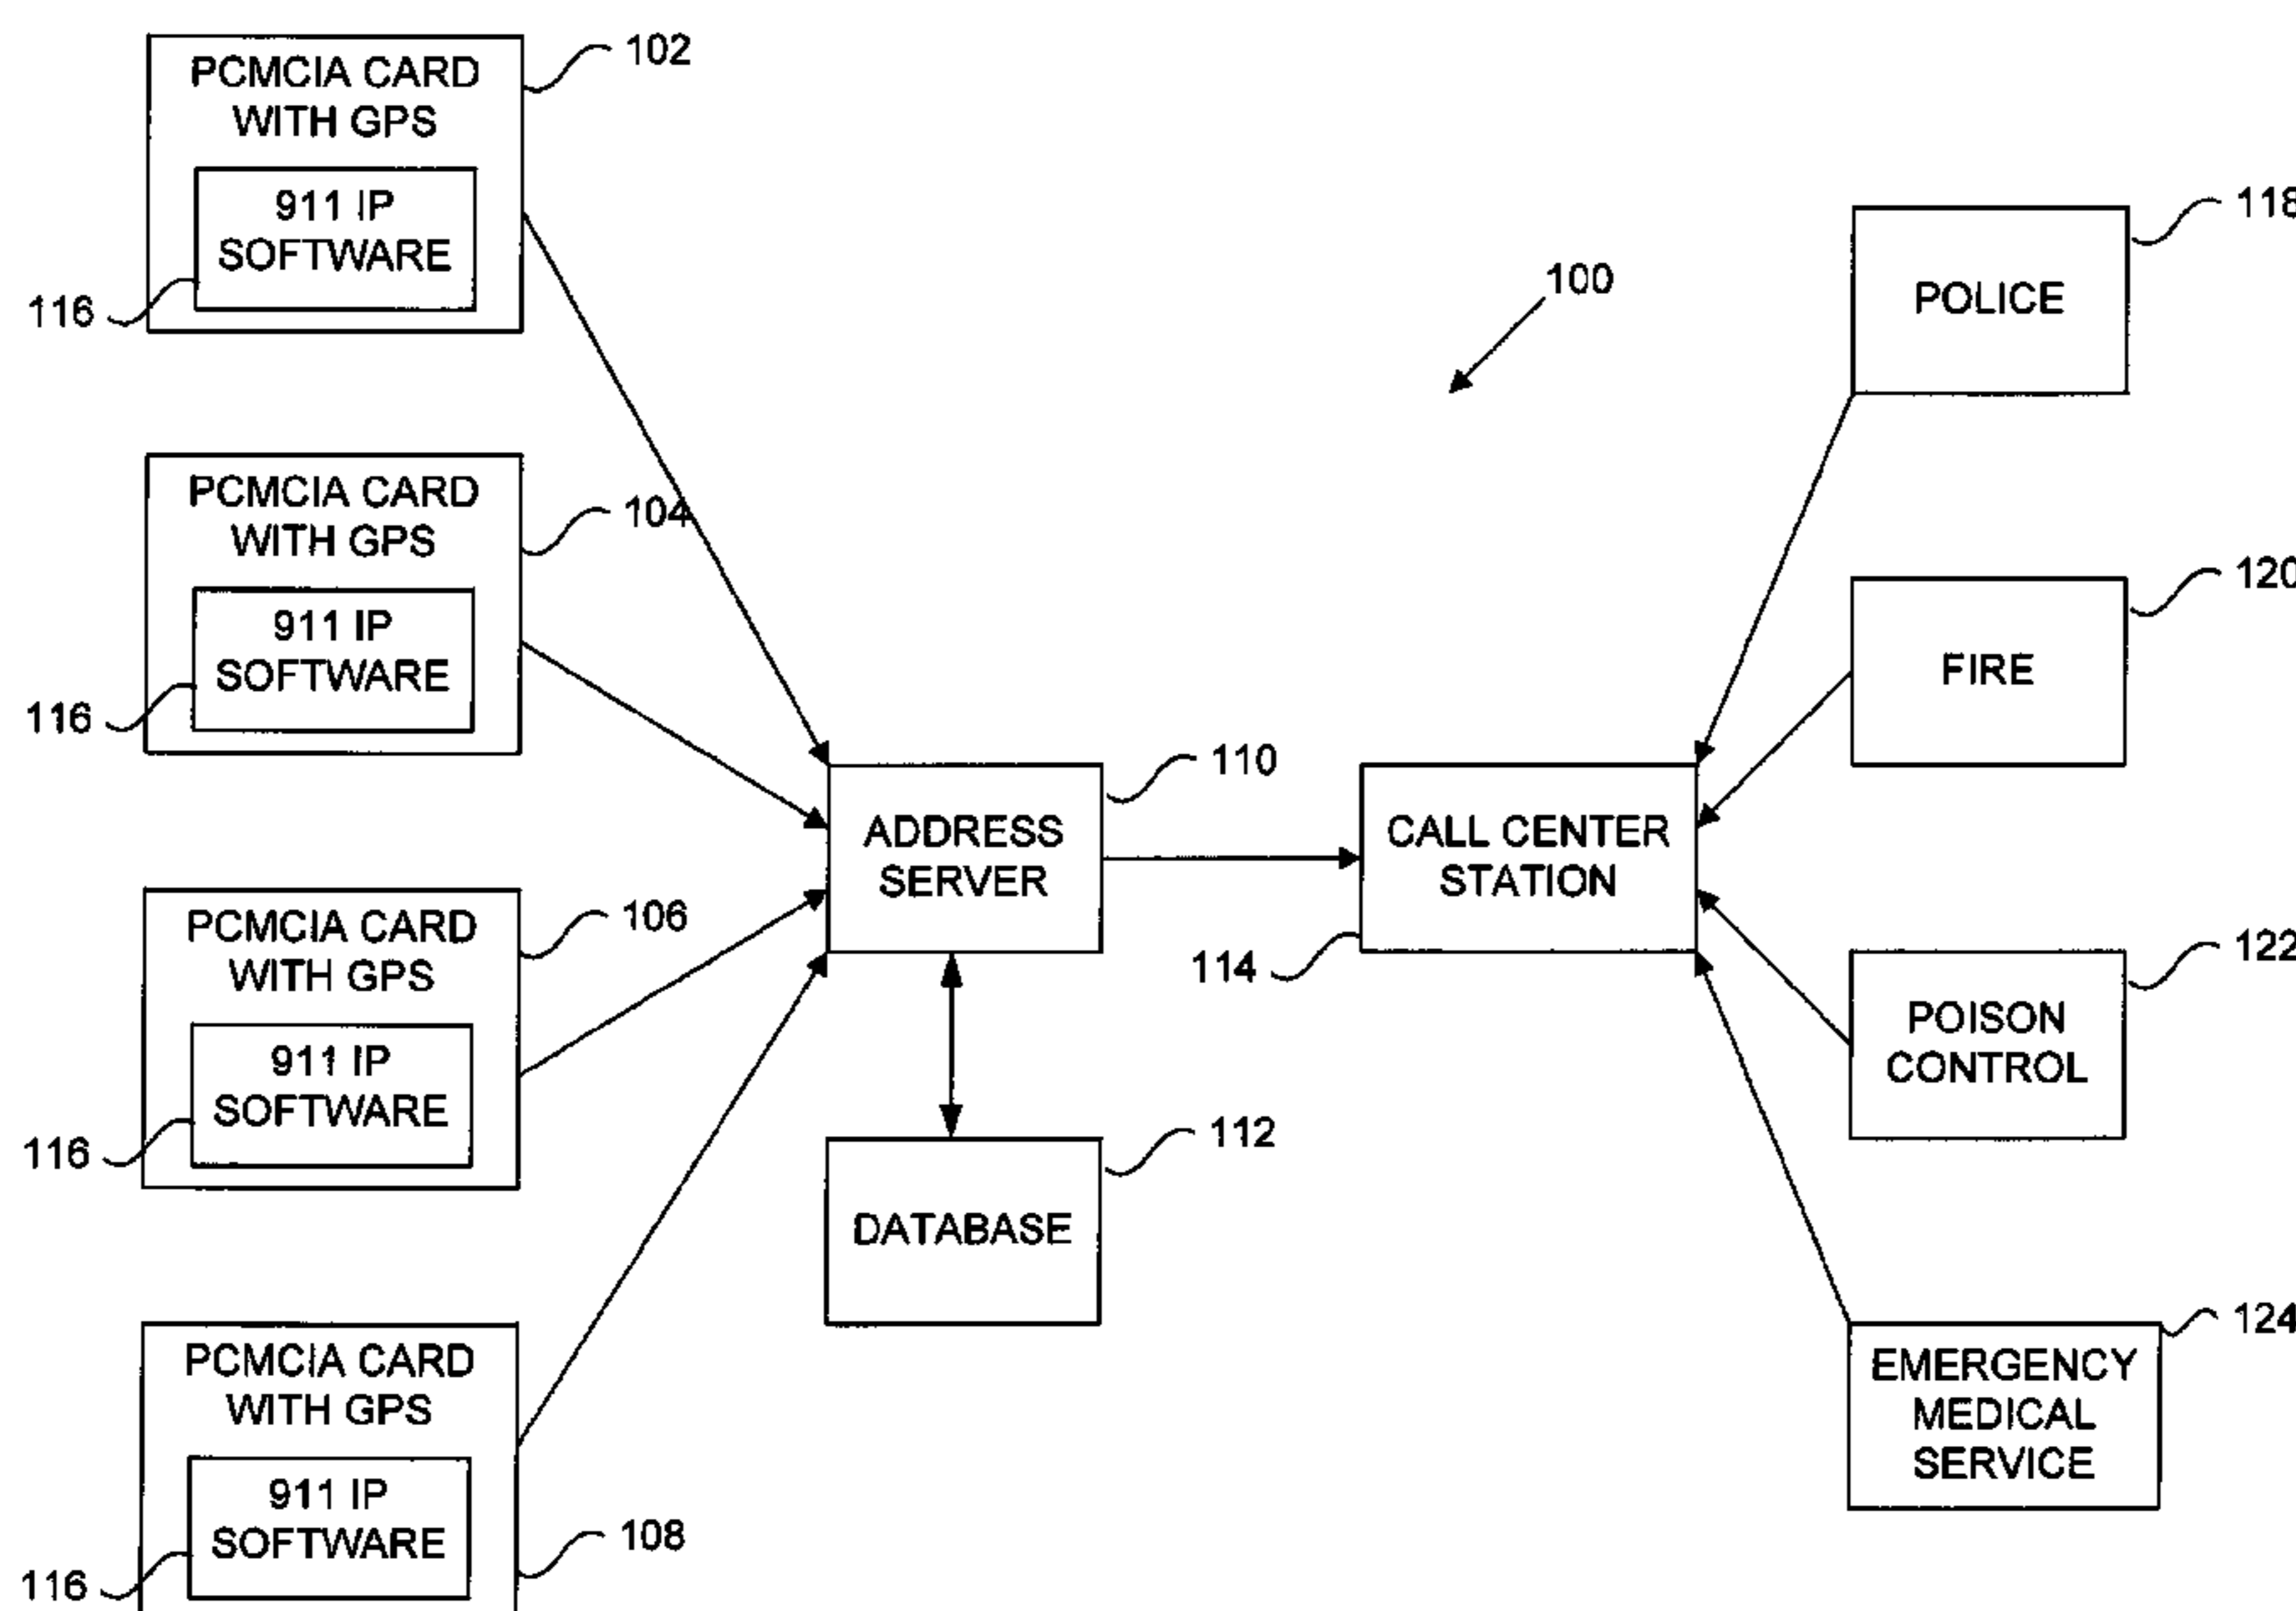 PCMCIA CARD
WITH GPS
102
911 IP
SOFTWARE
116
PCMCIA CARD
WITH GPS
104
911 IP
SOFTWARE
116
PCMCIA CARD
WITH GPS
106
911 IP
SOFTWARE
116
PCMCIA CARD
WITH GPS
911 IP
SOFTWARE
108
116
ADDRESS
SERVER
110
DATABASE
112
100
CALL CENTER
STATION
114
POLICE
118
FIRE
120
POISON
CONTROL
122
EMERGENCY
MEDICAL
SERVICE
124